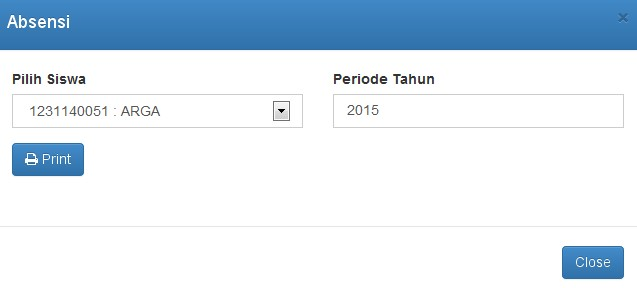 Absensi ×
Pilih Siswa
1231140051 : ARGA
Periode Tahun
2015
Print
Close